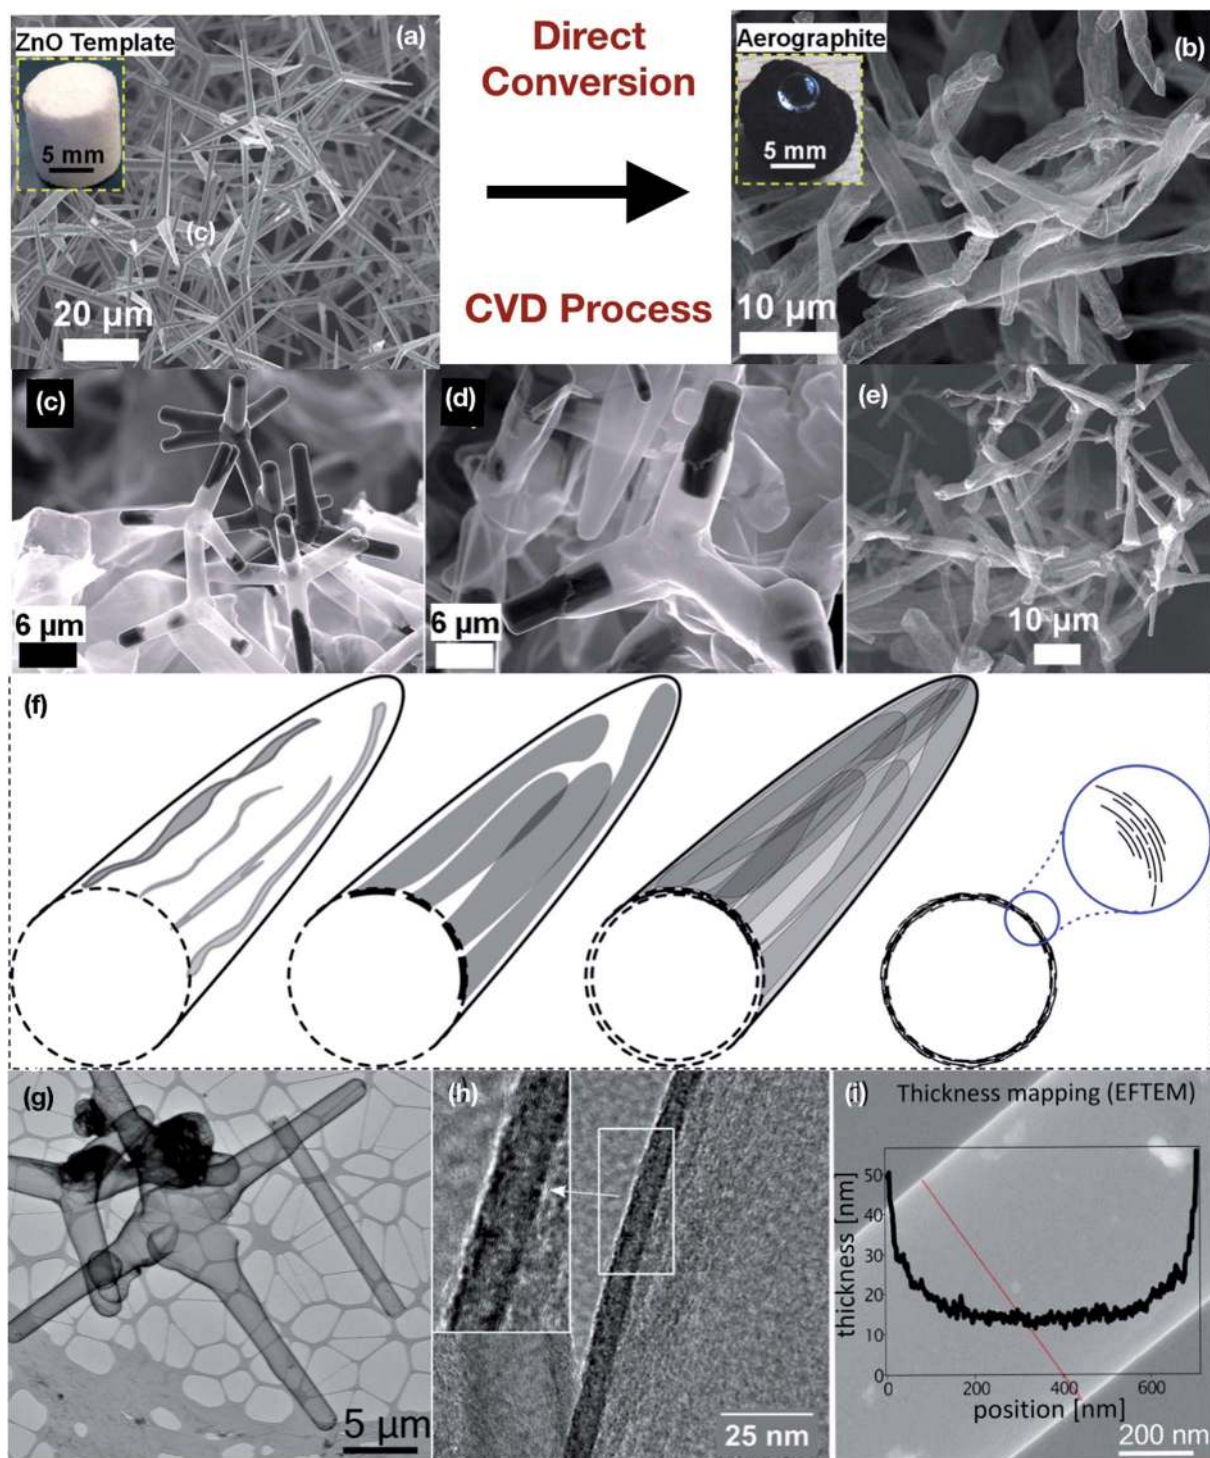 ZnO Template
(a)
5 mm
(c)
20 µm
Direct
Conversion
CVD Process
Aerographite
(b)
5 mm
10 µm
(c)
6 µm
(d)
6 µm
(e)
10 µm
(f)
(g)
5 µm
(h)
25 nm
(i)
Thickness mapping (EFTEM)
thickness [nm]
50
40
30
20
10
0
0
200
400
600
position [nm]
200 nm